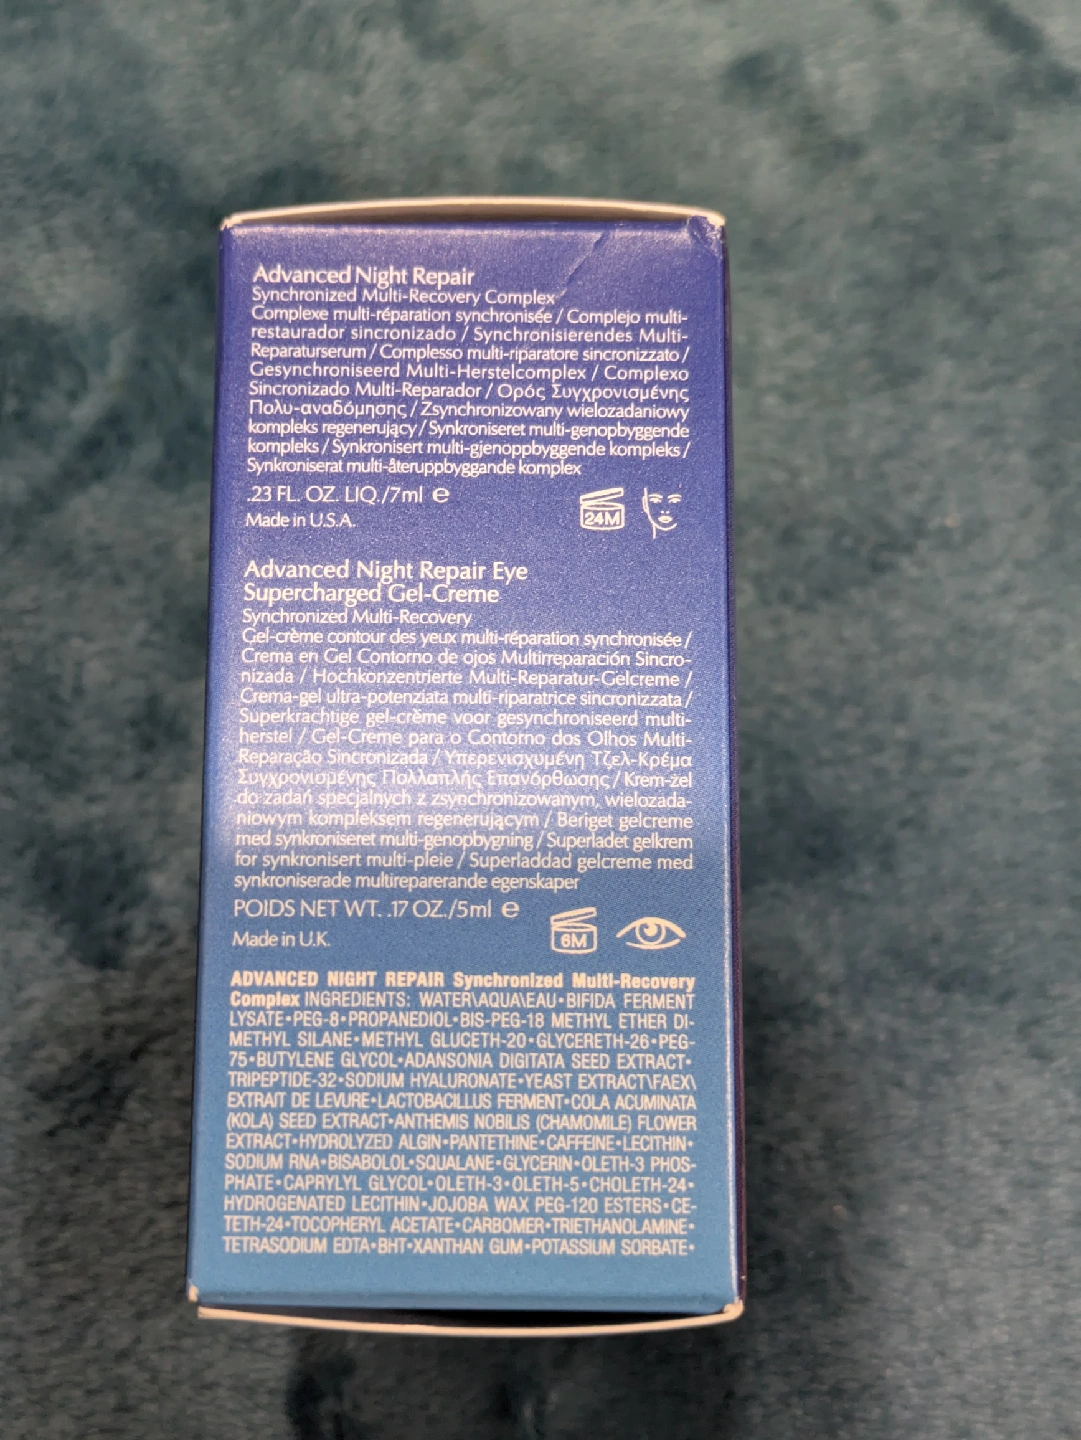 Advanced Night Repair
Synchronized Multi-Recovery Complex
Complexe multi-réparation synchronisée / Complejo multi-
restaurador sincronizado / Synchronisierendes Multi-
Reparaturserum / Complesso multi-riparatore sincronizzato /
Gesynchroniseerd Multi-Herstelcomplex / Complexo
Sincronizado Multi-Reparador / Ορός Συγχρονισμένης
Πολυ-αναδόμησης / Zsynchronizowany wielozadaniowy
kompleks regenerujący / Synkroniseret multi-genopbyggende
kompleks / Synkronisert multi-gjenoppbyggende kompleks /
Synkroniserat multi-återuppbyggande komplex
.23 FL. OZ. LIQ./7ml ℮
24M
Made in U.S.A.
Advanced Night Repair Eye
Supercharged Gel-Creme
Synchronized Multi-Recovery
Gel-crème contour des yeux multi-réparation synchronisée /
Crema en Gel Contorno de ojos Multirreparación Sincro-
nizada / Hochkonzentrierte Multi-Reparatur-Gelcreme /
Crema-gel ultra-potenziata multi-riparatrice sincronizzata /
Superkrachtige gel-crème voor gesynchroniseerd multi-
herstel / Gel-Creme para o Contorno dos Olhos Multi-
Reparação Sincronizada / Υπερενισχυμένη Τζελ-Κρέμα
Συγχρονισμένης Πολλαπλής Επανόρθωσης / Krem-żel
do zadań specjalnych z zsynchronizowanym, wielozada-
niowym kompleksem regenerującym / Beriget gelcreme
med synkroniseret multi-genopbygning / Superladet gelkrem
for synkronisert multi-pleie / Superladdad gelcreme med
synkroniserade multireparerande egenskaper
POIDS NET WT. .17 OZ./5ml ℮
6M
Made in U.K.
ADVANCED NIGHT REPAIR Synchronized Multi-Recovery
Complex INGREDIENTS: WATER\AQUA\EAU•BIFIDA FERMENT
LYSATE•PEG-8•PROPANEDIOL•BIS-PEG-18 METHYL ETHER DI-
METHYL SILANE•METHYL GLUCETH-20•GLYCERETH-26•PEG-
75•BUTYLENE GLYCOL•ADANSONIA DIGITATA SEED EXTRACT•
TRIPEPTIDE-32•SODIUM HYALURONATE•YEAST EXTRACT\FAEX\
EXTRAIT DE LEVURE•LACTOBACILLUS FERMENT•COLA ACUMINATA
(KOLA) SEED EXTRACT•ANTHEMIS NOBILIS (CHAMOMILE) FLOWER
EXTRACT•HYDROLYZED ALGIN•PANTETHINE•CAFFEINE•LECITHIN•
SODIUM RNA•BISABOLOL•SQUALANE•GLYCERIN•OLETH-3 PHOS-
PHATE•CAPRYLYL GLYCOL•OLETH-3•OLETH-5•CHOLETH-24•
HYDROGENATED LECITHIN•JOJOBA WAX PEG-120 ESTERS•CE-
TETH-24•TOCOPHERYL ACETATE•CARBOMER•TRIETHANOLAMINE•
TETRASODIUM EDTA•BHT•XANTHAN GUM•POTASSIUM SORBATE•